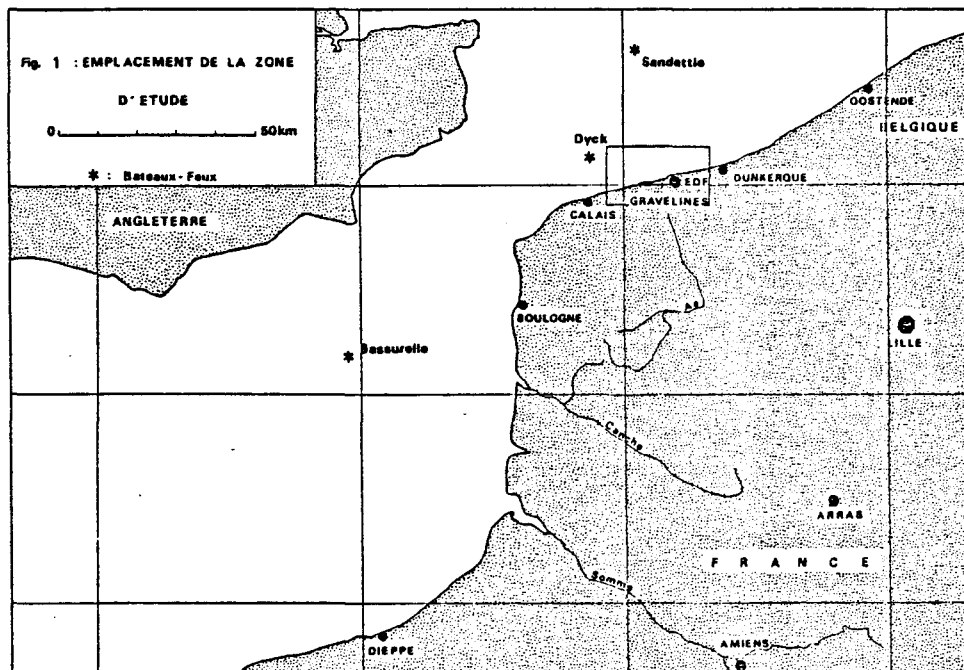 Fig. 1 : EMPLACEMENT DE LA ZONE
D'ETUDE
0 50km
* : Bateaux-Feux
Sandettie
OOSTENDE
BELGIQUE
Dyck
EDF
DUNKERQUE
CALAIS
GRAVELINES
ANGLETERRE
Aa
BOULOGNE
LILLE
Bassurelle
Canche
ARRAS
FRANCE
Somme
AMIENS
DIEPPE